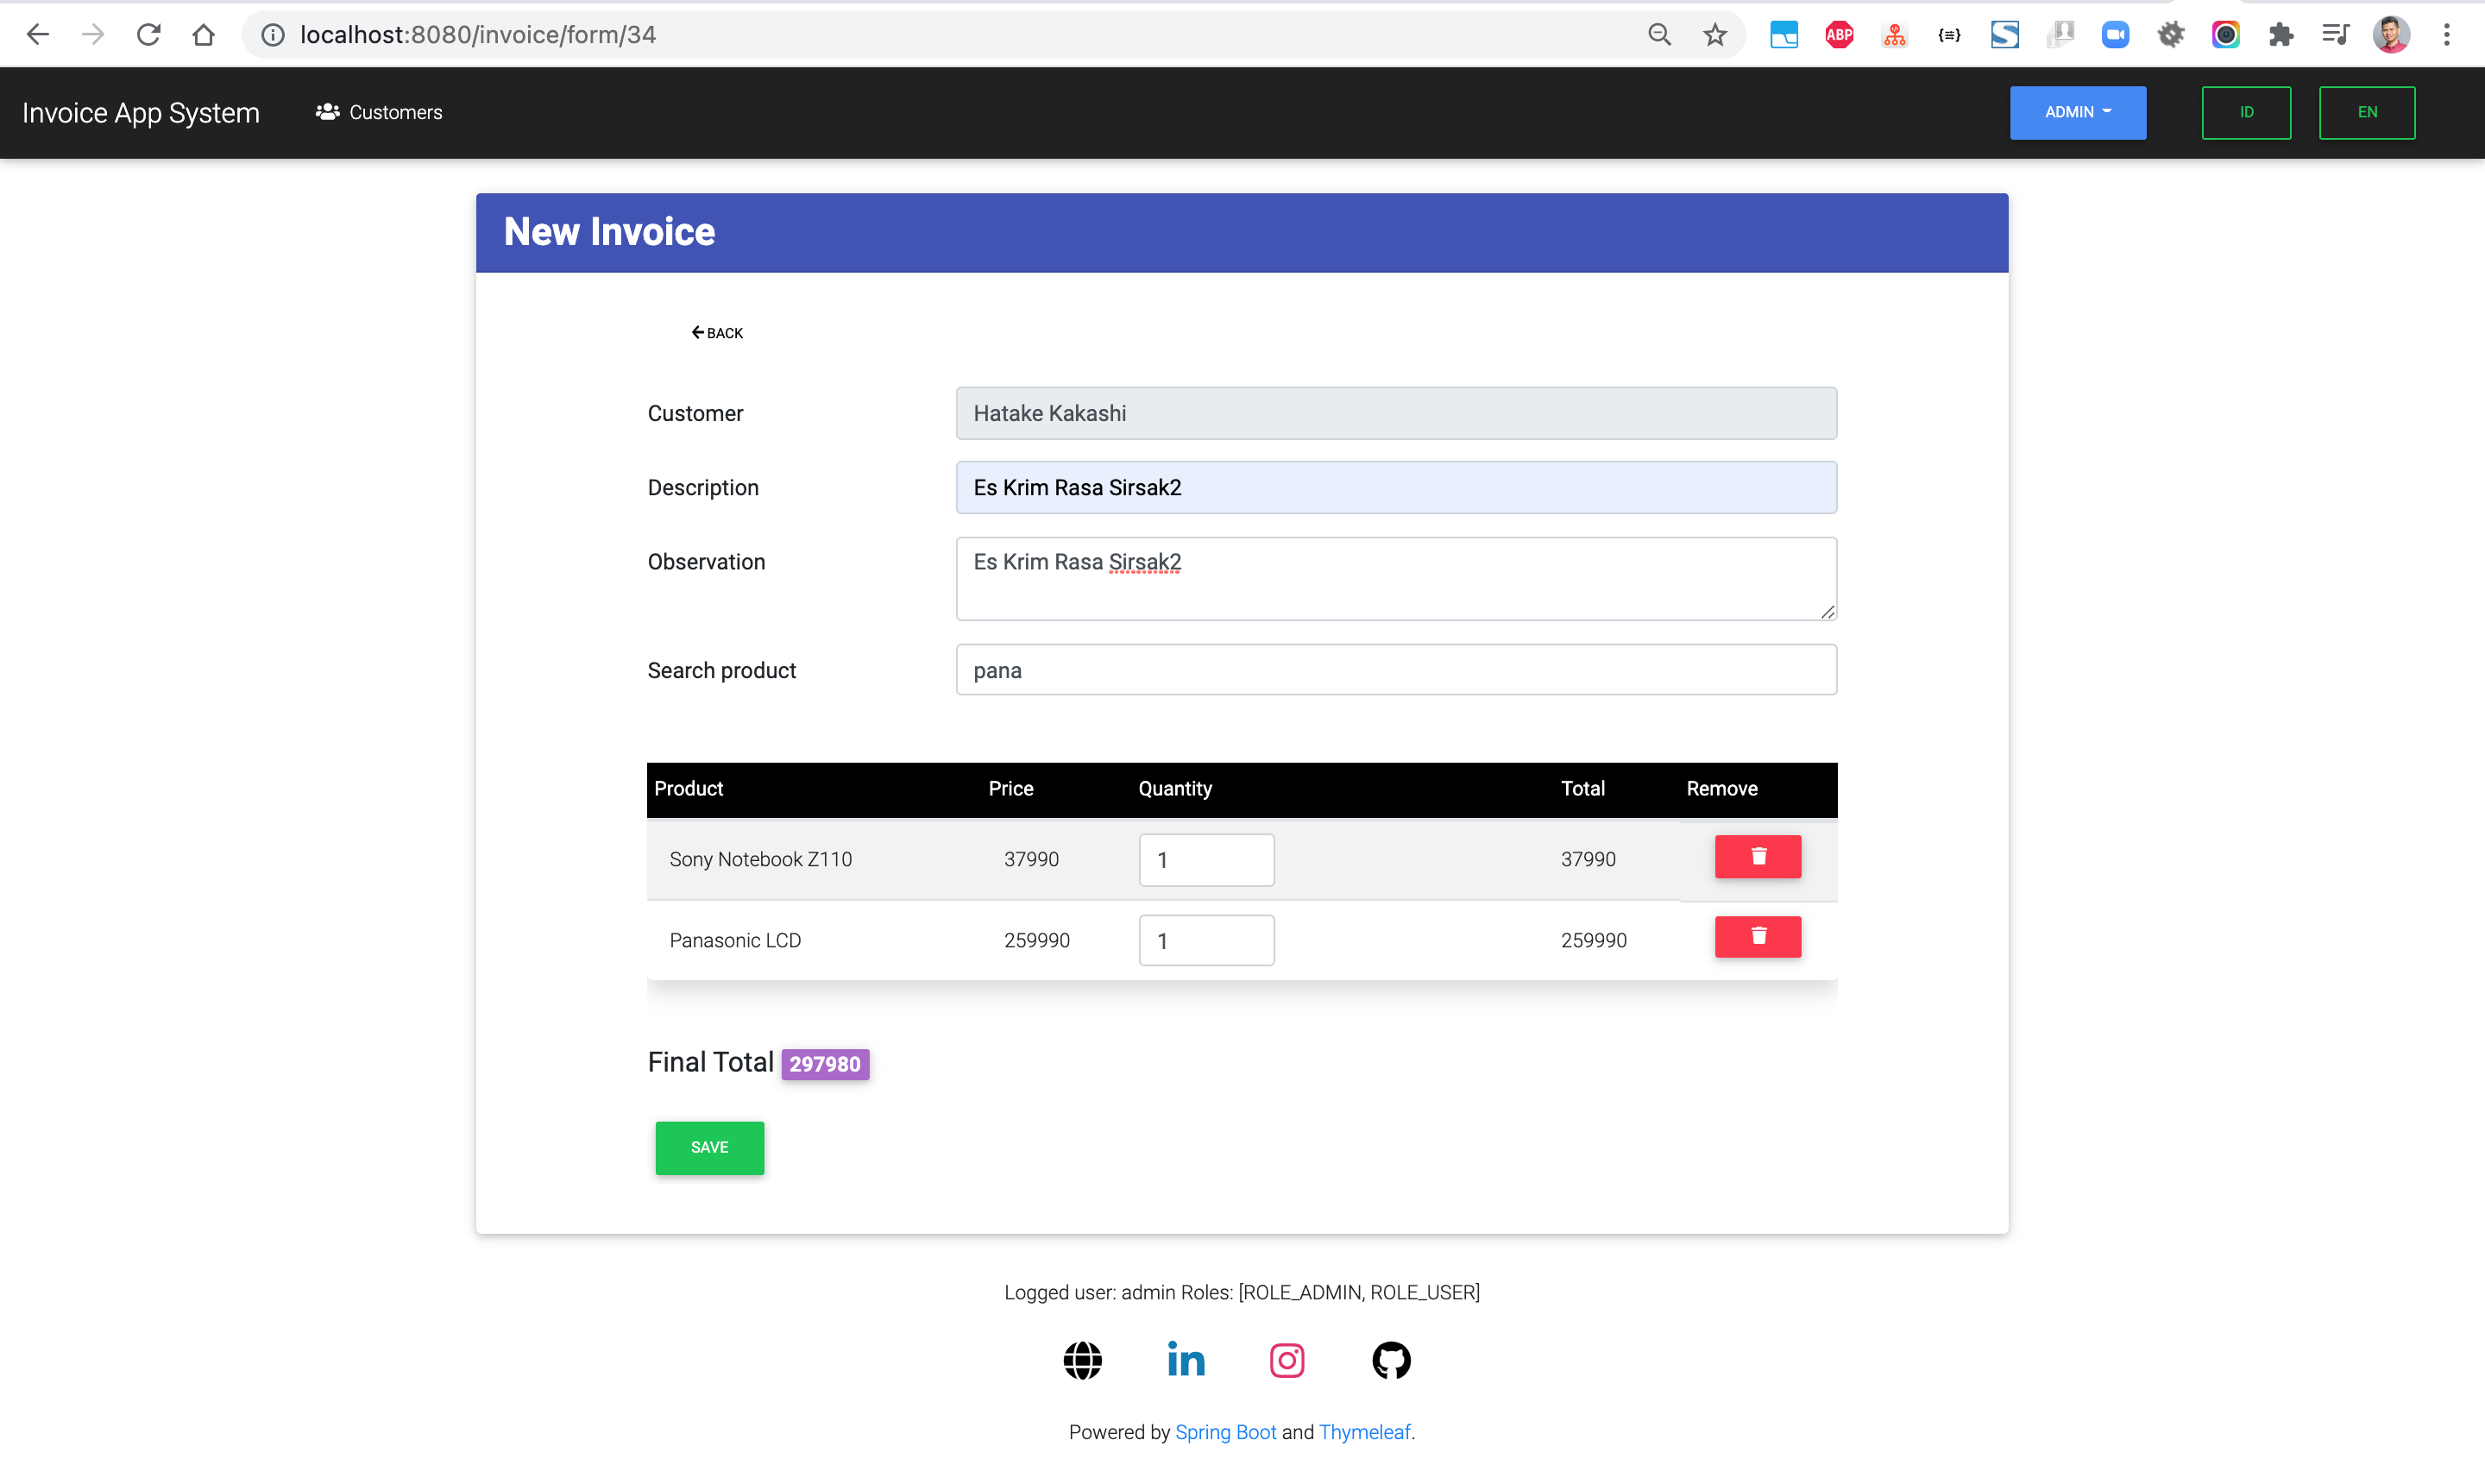 localhost:8080/invoice/form/34
ABP
Invoice App System Customers ADMIN ID EN
New Invoice
BACK
Customer Hatake Kakashi
Description Es Krim Rasa Sirsak2
Observation Es Krim Rasa Sirsak2
Search product pana
Product Price Quantity Total Remove
Sony Notebook Z110 37990 1 37990
Panasonic LCD 259990 1 259990
Final Total 297980
SAVE
Logged user: admin Roles: [ROLE_ADMIN, ROLE_USER]
in
Powered by Spring Boot and Thymeleaf.